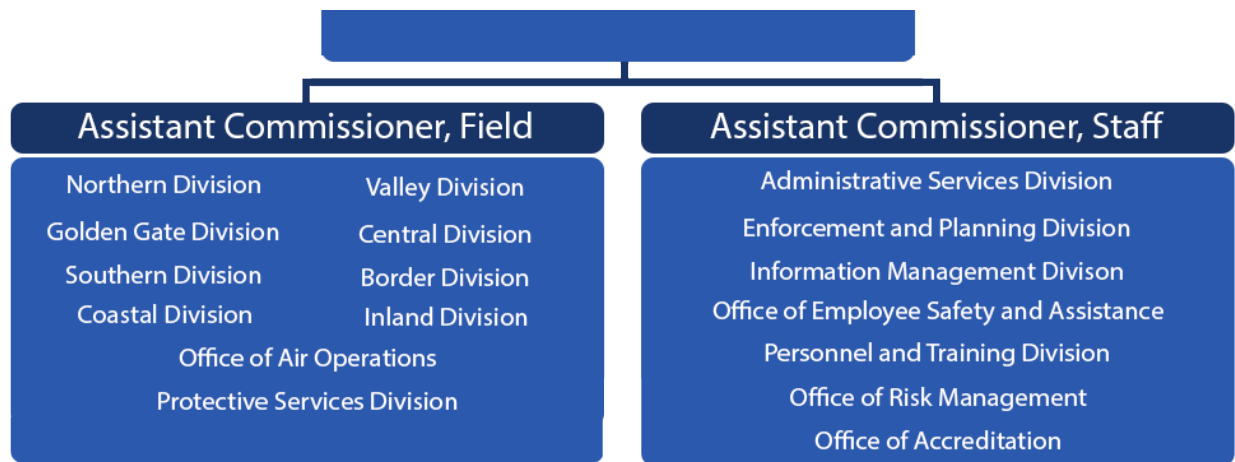 Assistant Commissioner, Field
Northern Division
Valley Division
Golden Gate Division
Central Division
Southern Division
Border Division
Coastal Division
Inland Division
Office of Air Operations
Protective Services Division
Assistant Commissioner, Staff
Administrative Services Division
Enforcement and Planning Division
Information Management Divison
Office of Employee Safety and Assistance
Personnel and Training Division
Office of Risk Management
Office of Accreditation